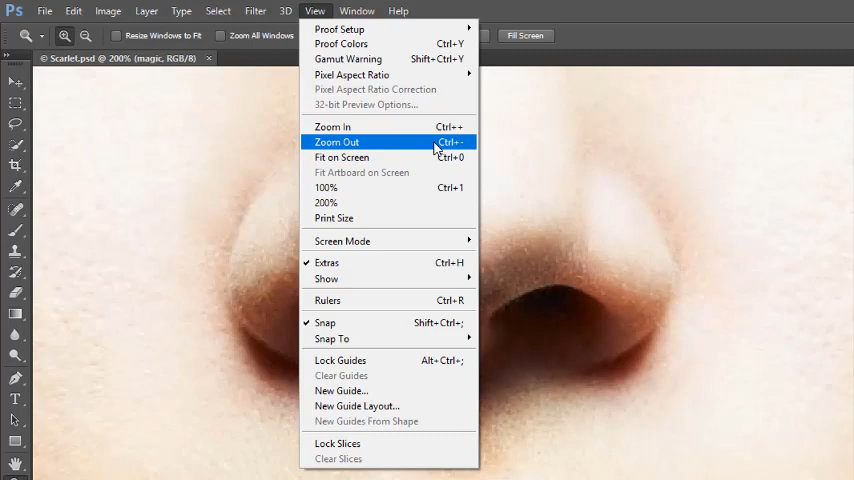 Ps File Edit Image Layer Type Select Filter 3D View Window Help
Resize Windows to Fit Zoom All Windows Fill Screen
© Scarlet.psd @ 200% (magic, RGB/8) ×
Proof Setup
Proof Colors Ctrl+Y
Gamut Warning Shift+Ctrl+Y
Pixel Aspect Ratio
Pixel Aspect Ratio Correction
32-bit Preview Options...
Zoom In Ctrl++
Zoom Out Ctrl+-
Fit on Screen Ctrl+0
Fit Artboard on Screen
100% Ctrl+1
200%
Print Size
Screen Mode
Extras Ctrl+H
Show
Rulers Ctrl+R
Snap Shift+Ctrl+;
Snap To
Lock Guides Alt+Ctrl+;
Clear Guides
New Guide...
New Guide Layout...
New Guides From Shape
Lock Slices
Clear Slices